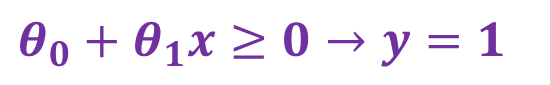 θ₀ + θ₁x ≥ 0 → y = 1